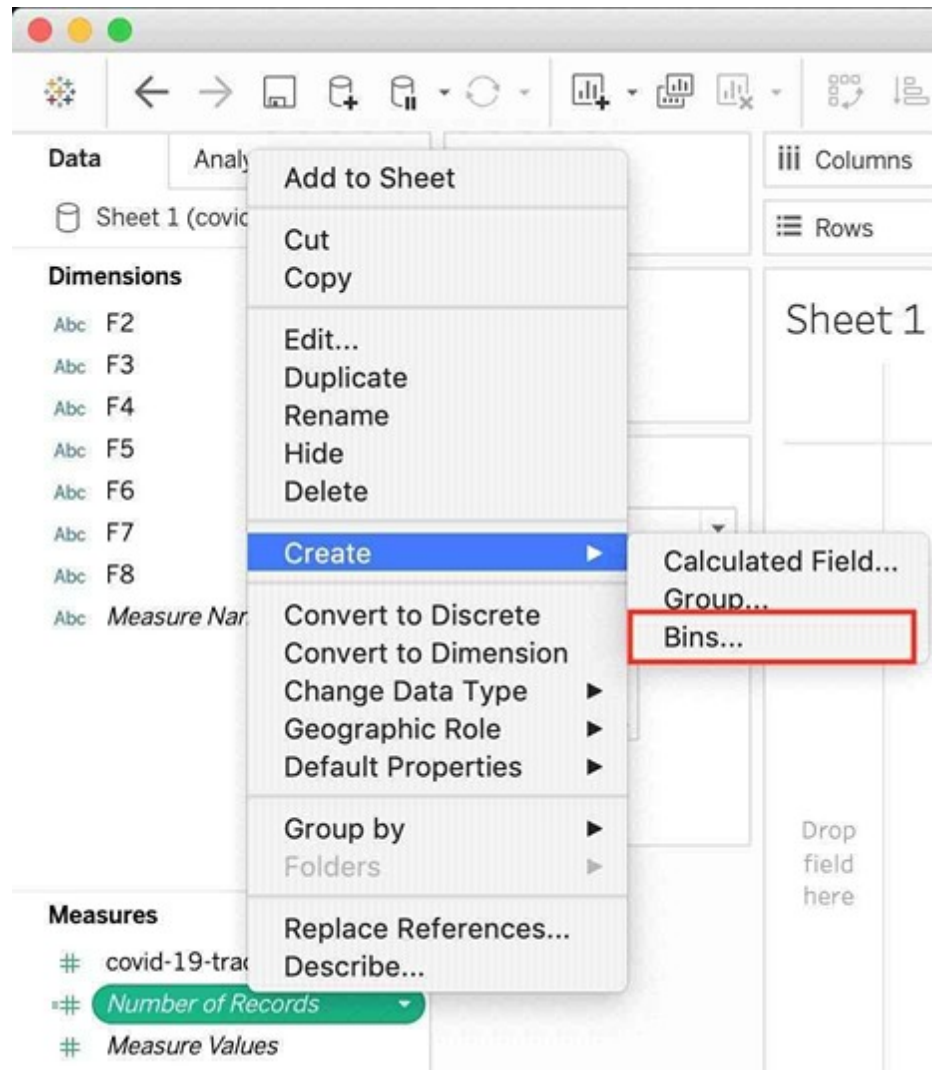 Data
Analy
Sheet 1 (covid
Dimensions
Abc F2
Abc F3
Abc F4
Abc F5
Abc F6
Abc F7
Abc F8
Abc Measure Nar
Measures
# covid-19-trac
=# Number of Records
# Measure Values
Add to Sheet
Cut
Copy
Edit...
Duplicate
Rename
Hide
Delete
Create
Convert to Discrete
Convert to Dimension
Change Data Type
Geographic Role
Default Properties
Group by
Folders
Replace References...
Describe...
Calculated Field...
Group...
Bins...
Columns
Rows
Sheet 1
Drop
field
here